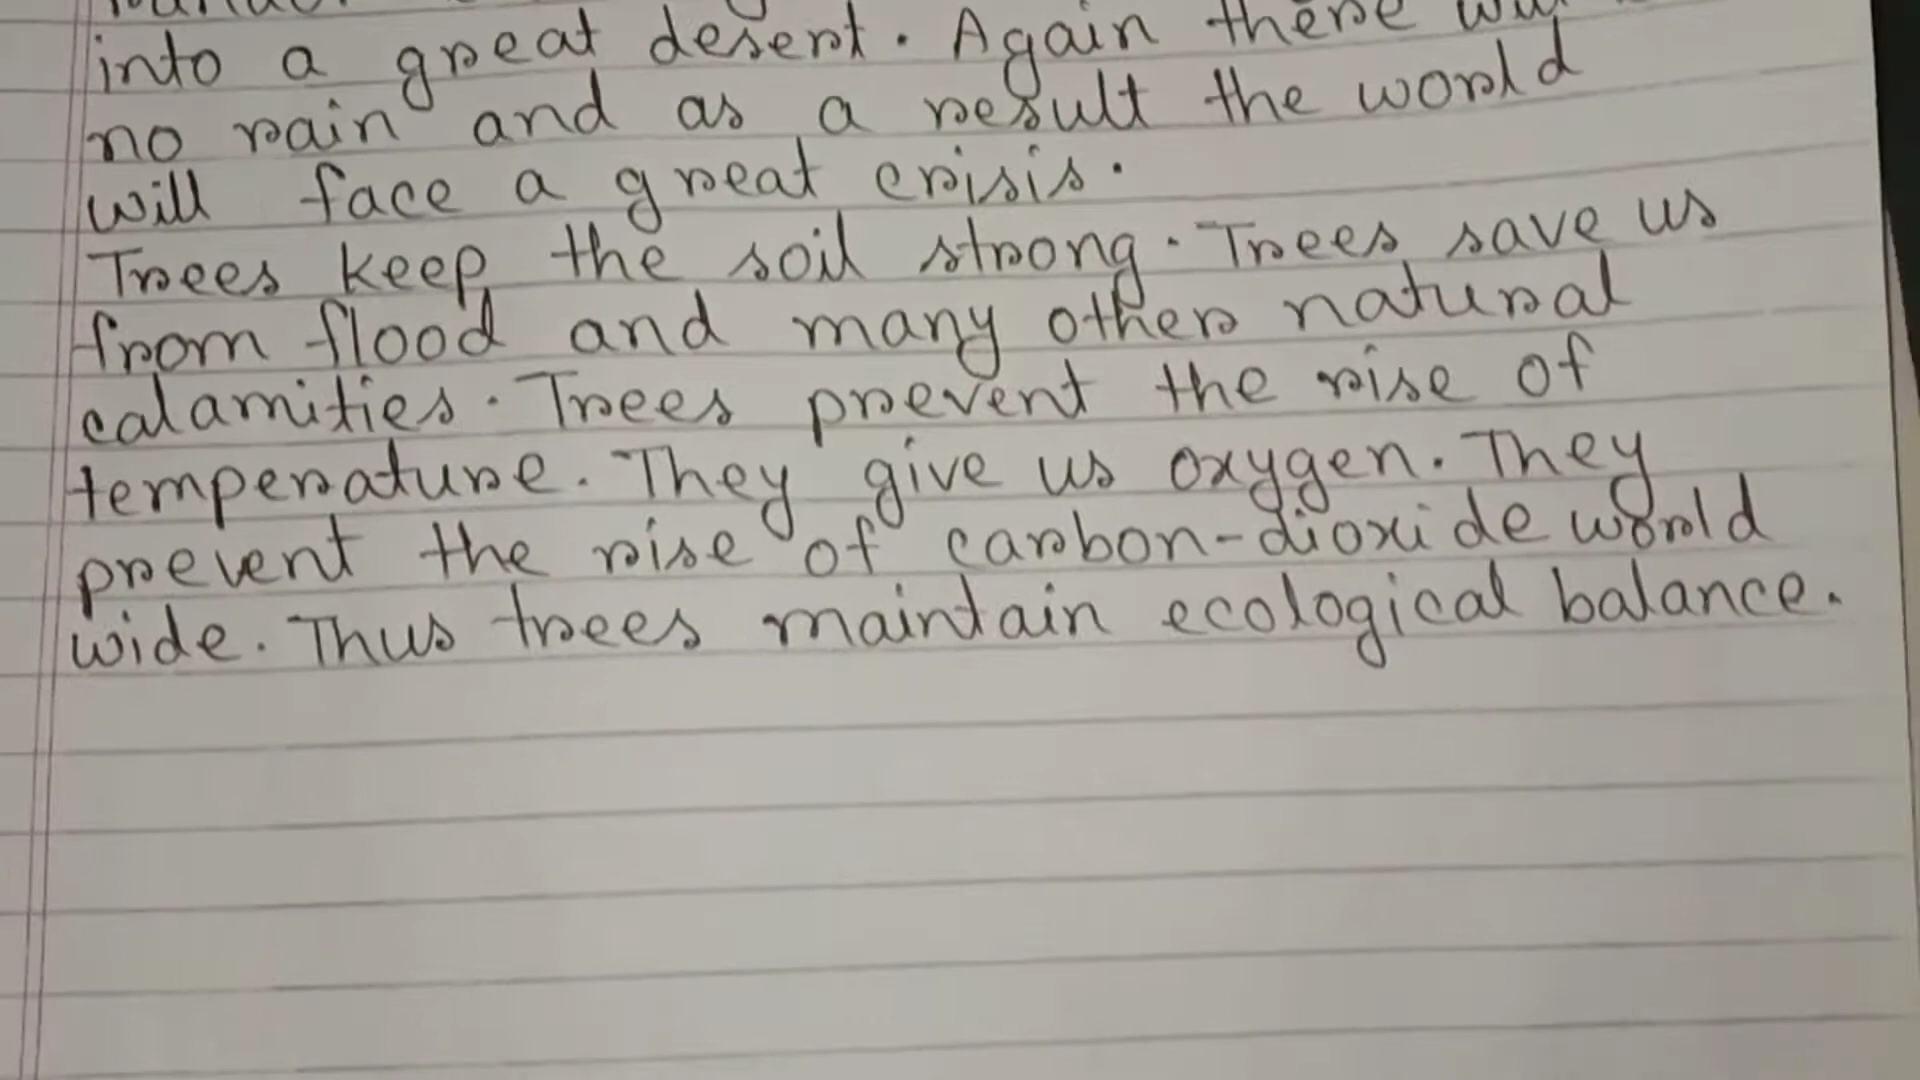 into a great desert. Again there will
no rain and as a result the world
will face a great crisis.
Trees keep the soil strong. Trees save us
from flood and many other natural
calamities. Trees prevent the rise of
temperature. They give us oxygen. They
prevent the rise of carbon-dioxide world
wide. Thus trees maintain ecological balance.